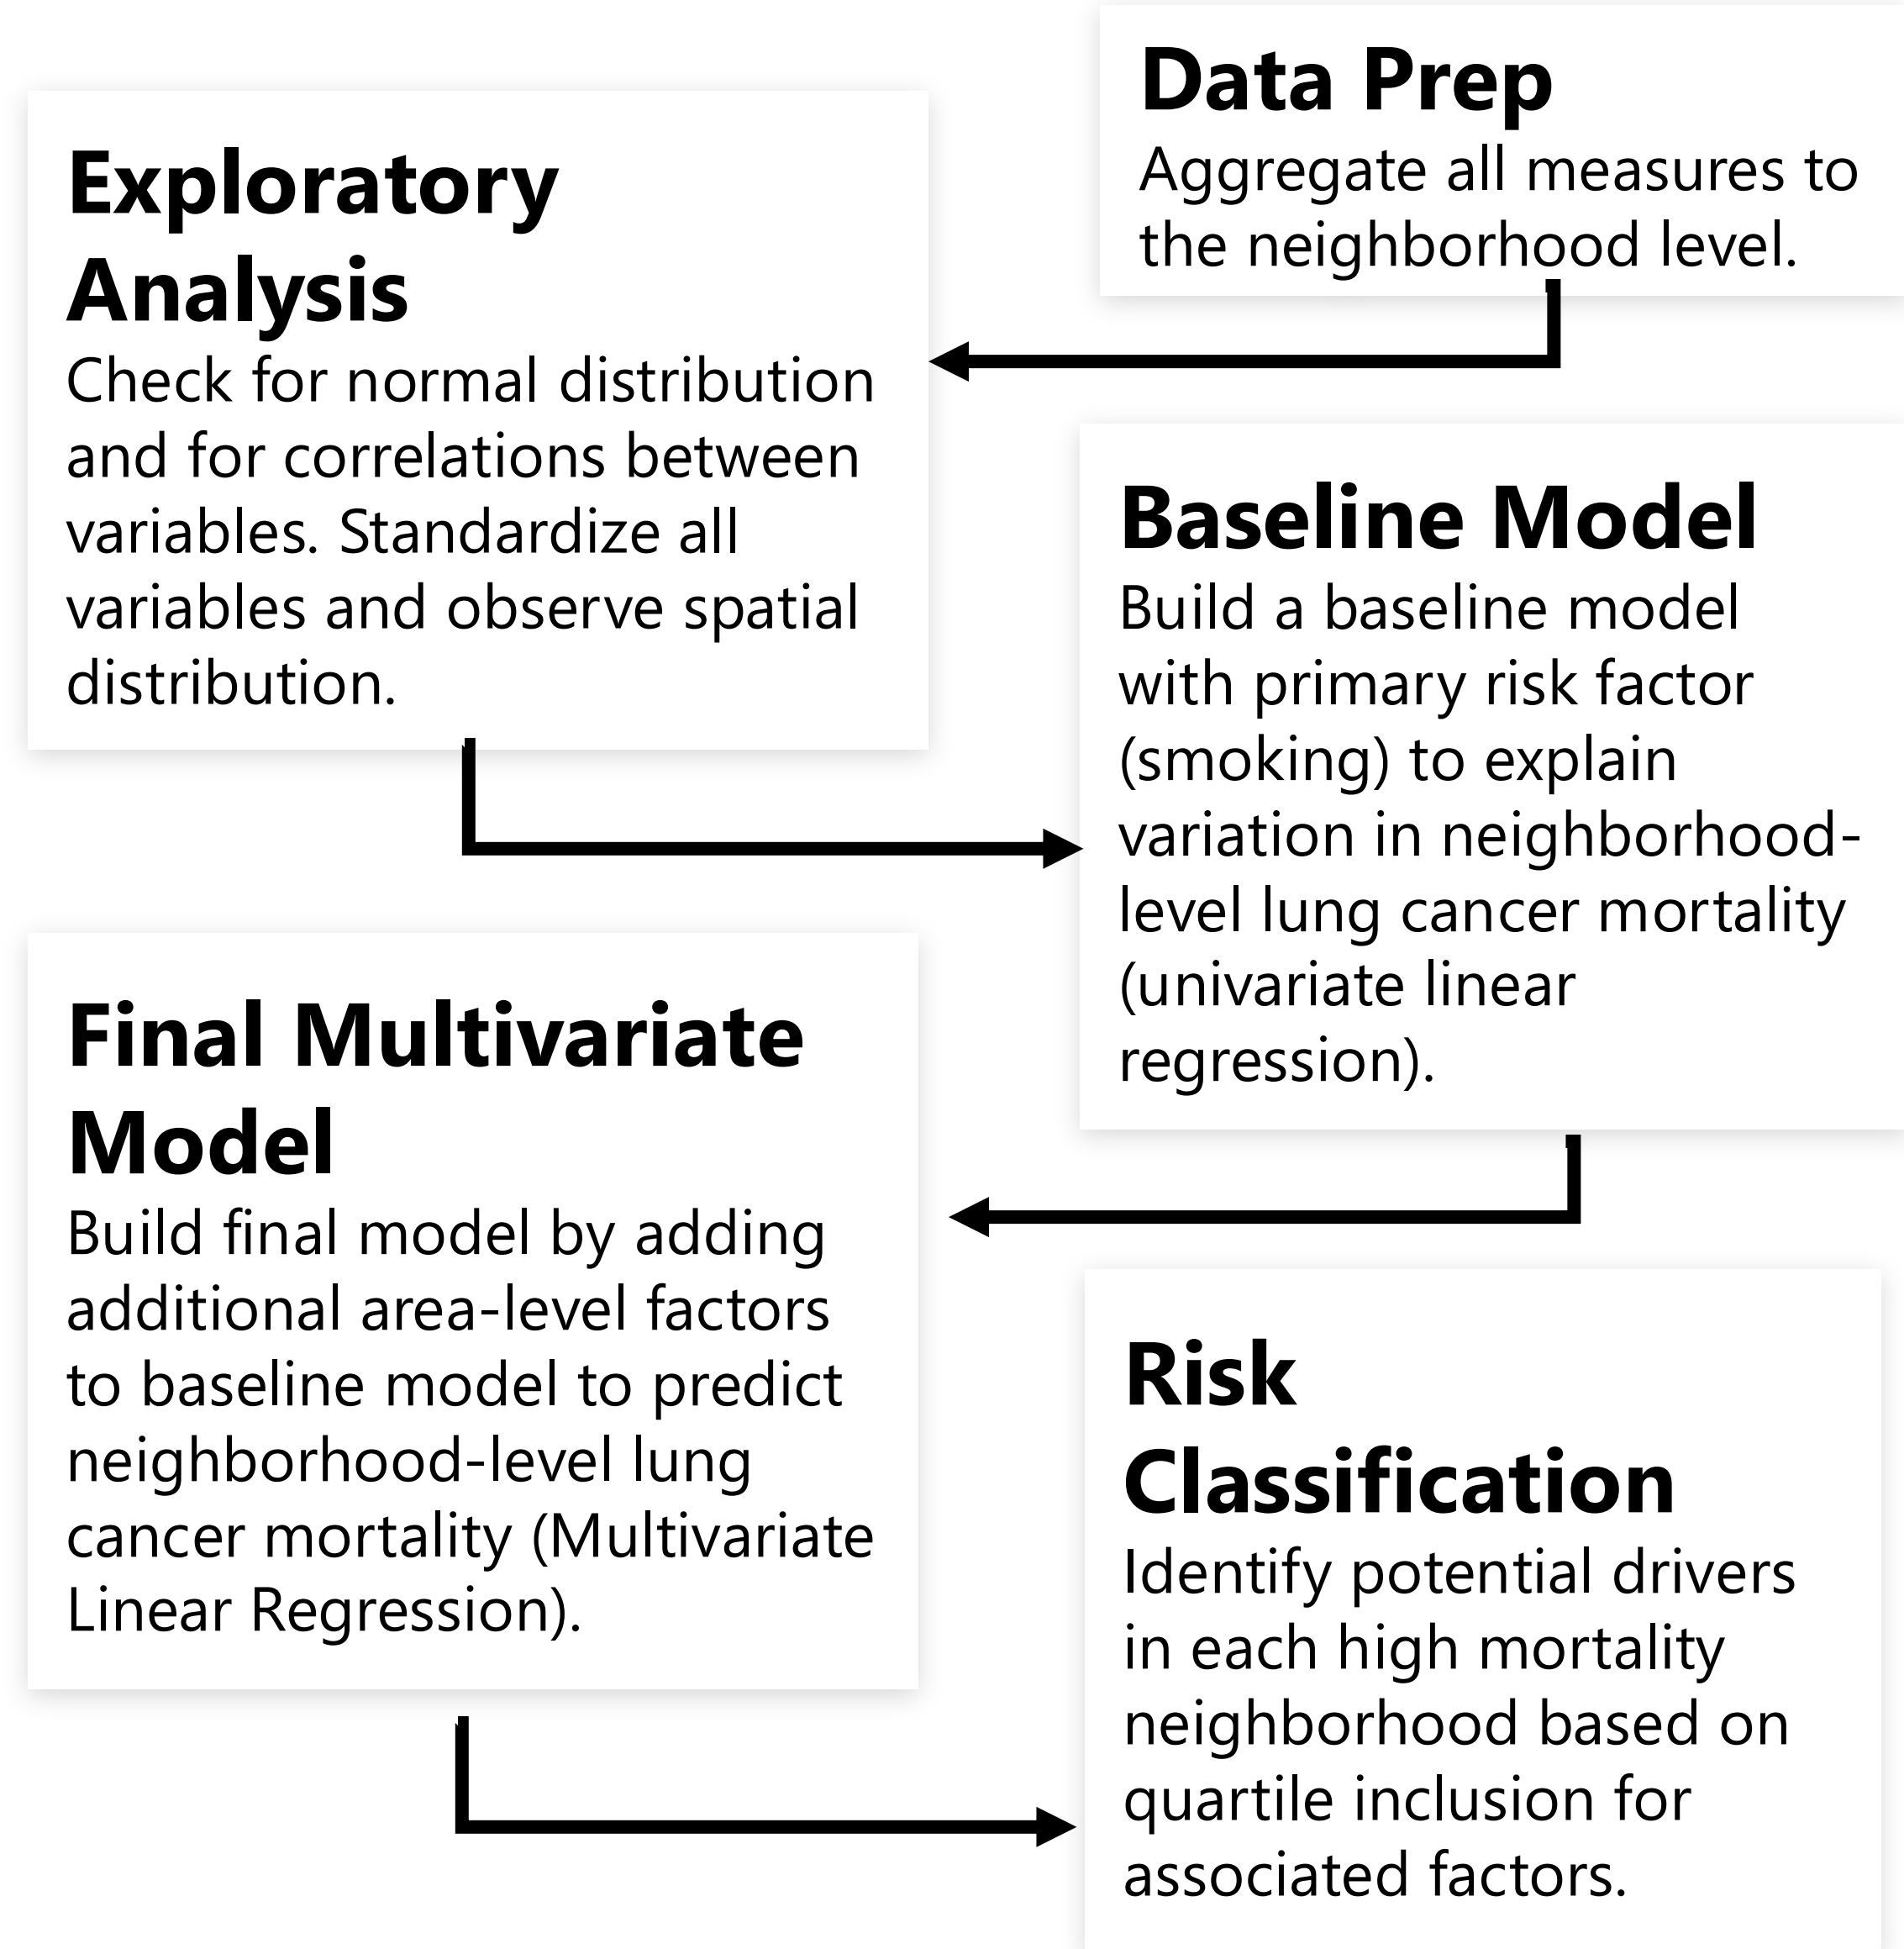 Data Prep
Aggregate all measures to
the neighborhood level.
Exploratory
Analysis
Check for normal distribution
and for correlations between
variables. Standardize all
variables and observe spatial
distribution.
Baseline Model
Build a baseline model
with primary risk factor
(smoking) to explain
variation in neighborhood-
level lung cancer mortality
(univariate linear
regression).
Final Multivariate
Model
Build final model by adding
additional area-level factors
to baseline model to predict
neighborhood-level lung
cancer mortality (Multivariate
Linear Regression).
Risk
Classification
Identify potential drivers
in each high mortality
neighborhood based on
quartile inclusion for
associated factors.